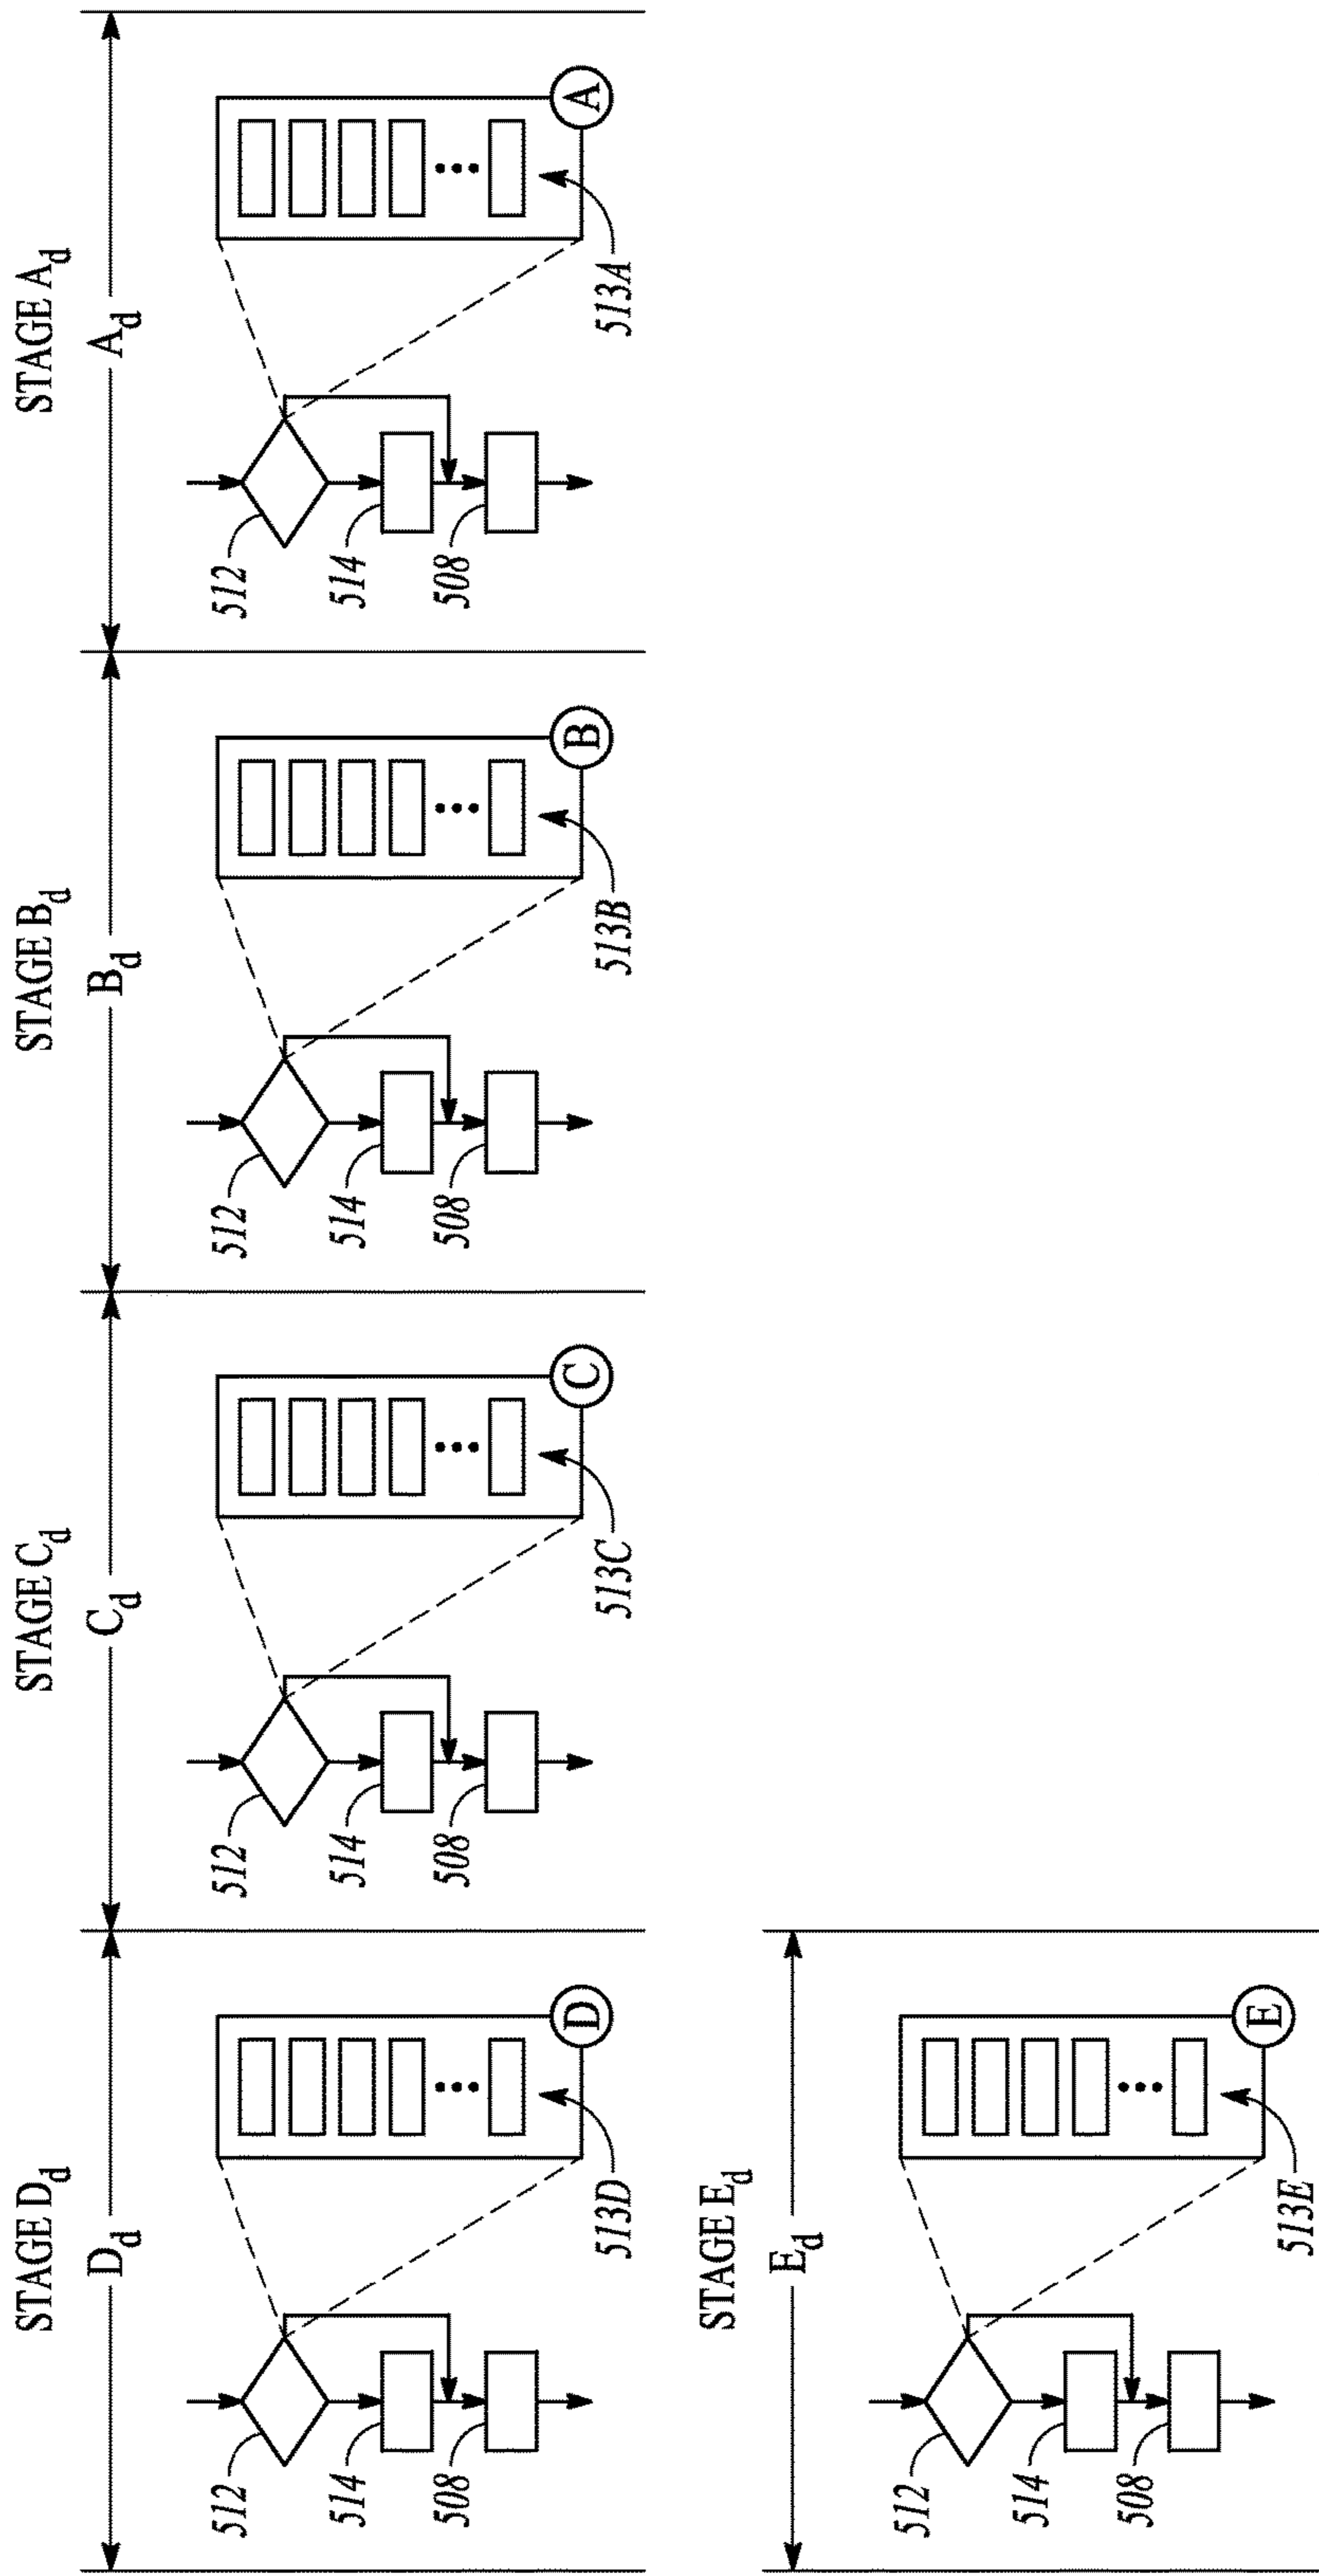 STAGE D_d
D_d
512
514
508
D
513D
STAGE C_d
C_d
512
514
508
C
513C
STAGE B_d
B_d
512
514
508
B
513B
STAGE A_d
A_d
512
514
508
A
513A
STAGE E_d
E_d
512
514
508
E
513E